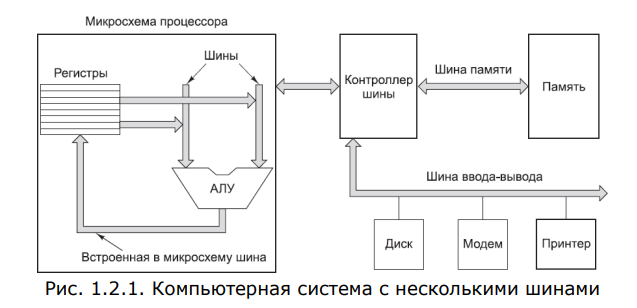 Микросхема процессора
Шины
Регистры
АЛУ
Встроенная в микросхему шина
Контроллер
шины
Шина памяти
Память
Шина ввода-вывода
Диск
Модем
Принтер
Рис. 1.2.1. Компьютерная система с несколькими шинами